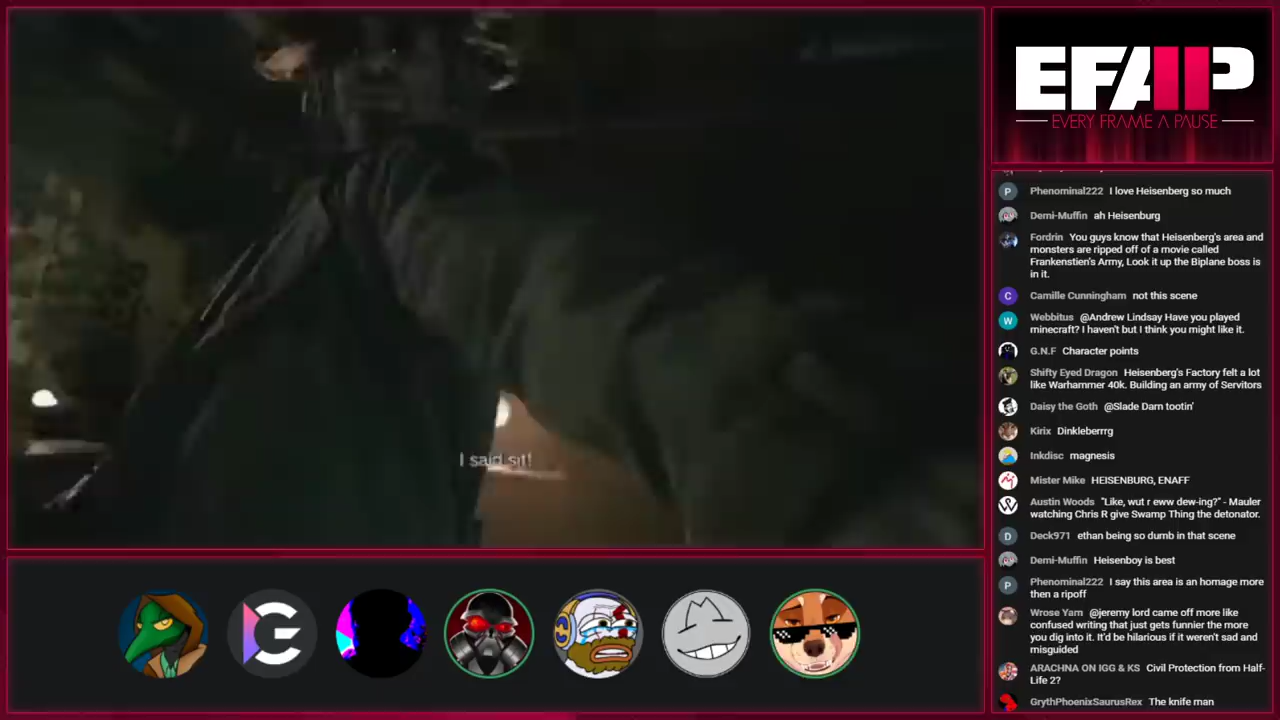 I said sit!
EFAP
EVERY FRAME A PAUSE
P Phenominal222 I love Heisenberg so much
Demi-Muffin ah Heisenburg
Fordrin You guys know that Heisenberg's area and
monsters are ripped off of a movie called
Frankenstien's Army, Look it up the Biplane boss is
in it.
C Camille Cunningham not this scene
W Webbitus @Andrew Lindsay Have you played
minecraft? I haven't but I think you might like it.
G.N.F Character points
Shifty Eyed Dragon Heisenberg's Factory felt a lot
like Warhammer 40k. Building an army of Servitors
Daisy the Goth @Slade Darn tootin'
Kirix Dinkleberrrg
Inkdisc magnesis
Mister Mike HEISENBURG, ENAFF
Austin Woods "Like, wut r eww dew-ing?" - Mauler
watching Chris R give Swamp Thing the detonator.
D Deck971 ethan being so dumb in that scene
Demi-Muffin Heisenboy is best
P Phenominal222 I say this area is an homage more
then a ripoff
Wrose Yam @jeremy lord came off more like
confused writing that just gets funnier the more
you dig into it. It'd be hilarious if it weren't sad and
misguided
ARACHNA ON IGG & KS Civil Protection from Half-
Life 2?
GrythPhoenixSaurusRex The knife man